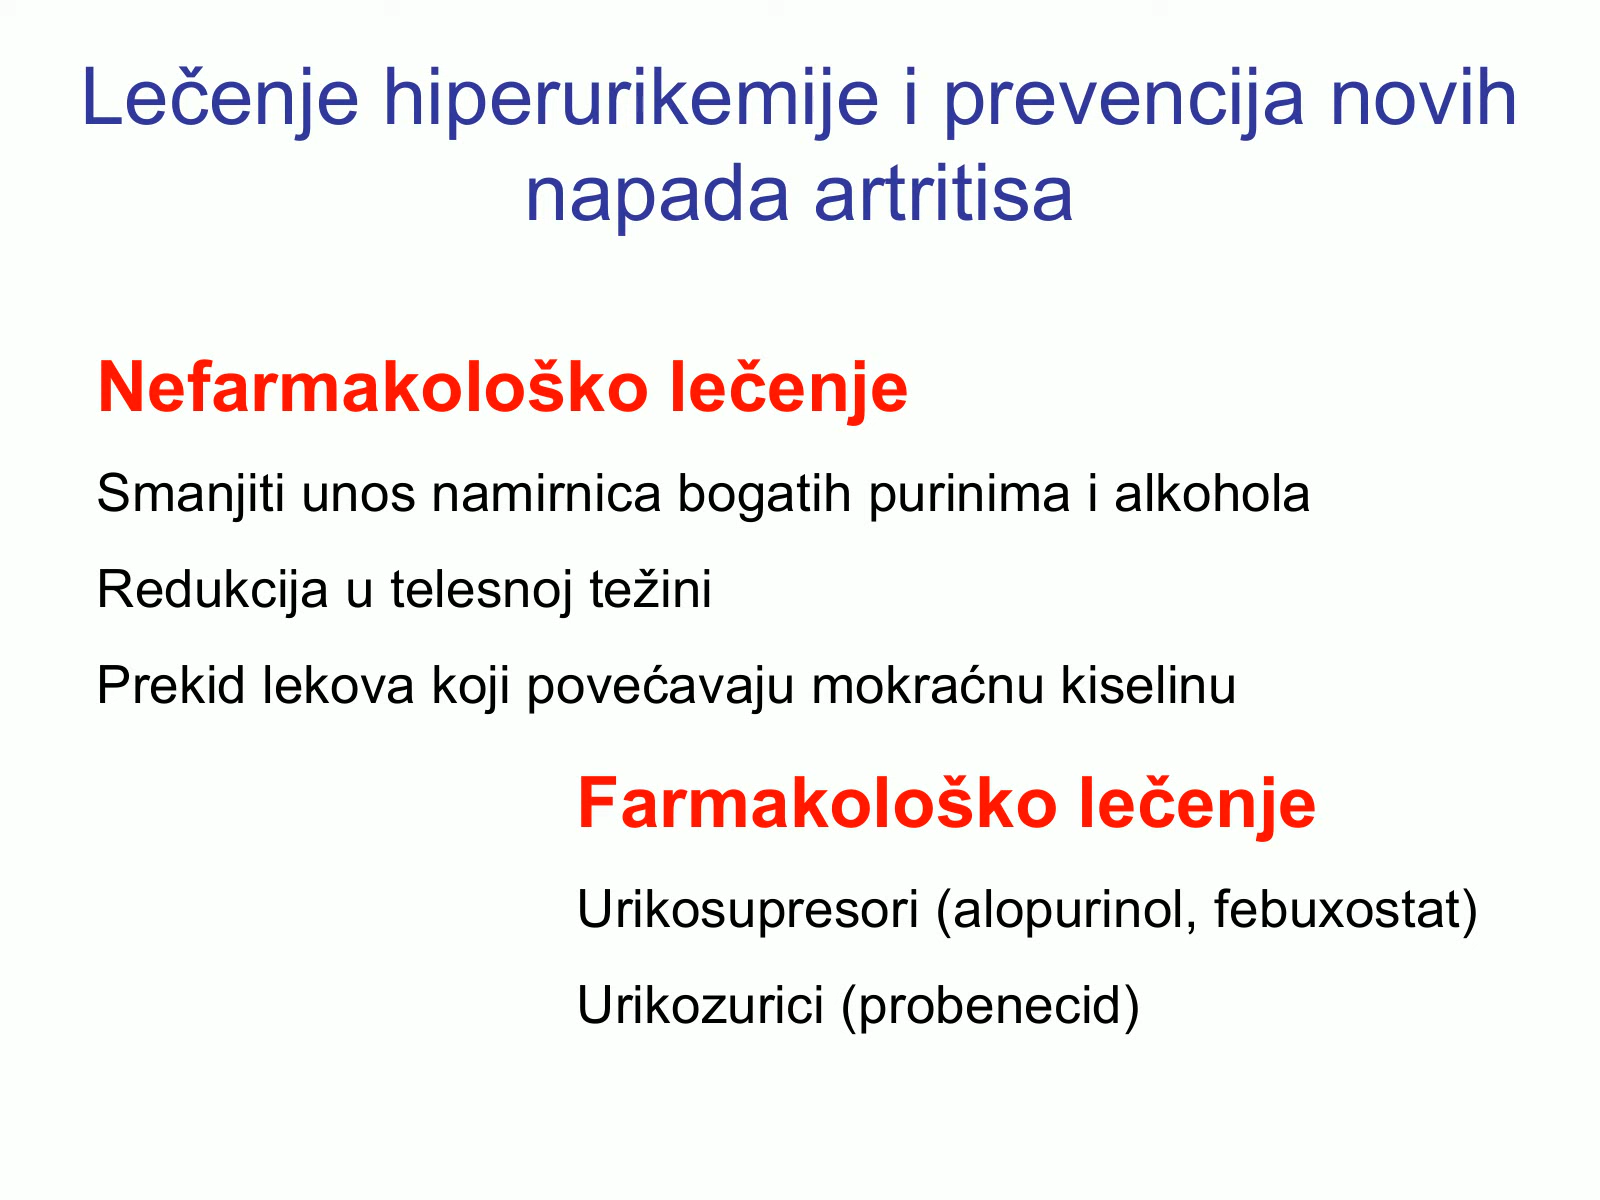 Lečenje hiperurikemije i prevencija novih
napada artritisa
Nefarmakološko lečenje
Smanjiti unos namirnica bogatih purinima i alkohola
Redukcija u telesnoj težini
Prekid lekova koji povećavaju mokraćnu kiselinu
Farmakološko lečenje
Urikosupresori (alopurinol, febuxostat)
Urikozurici (probenecid)